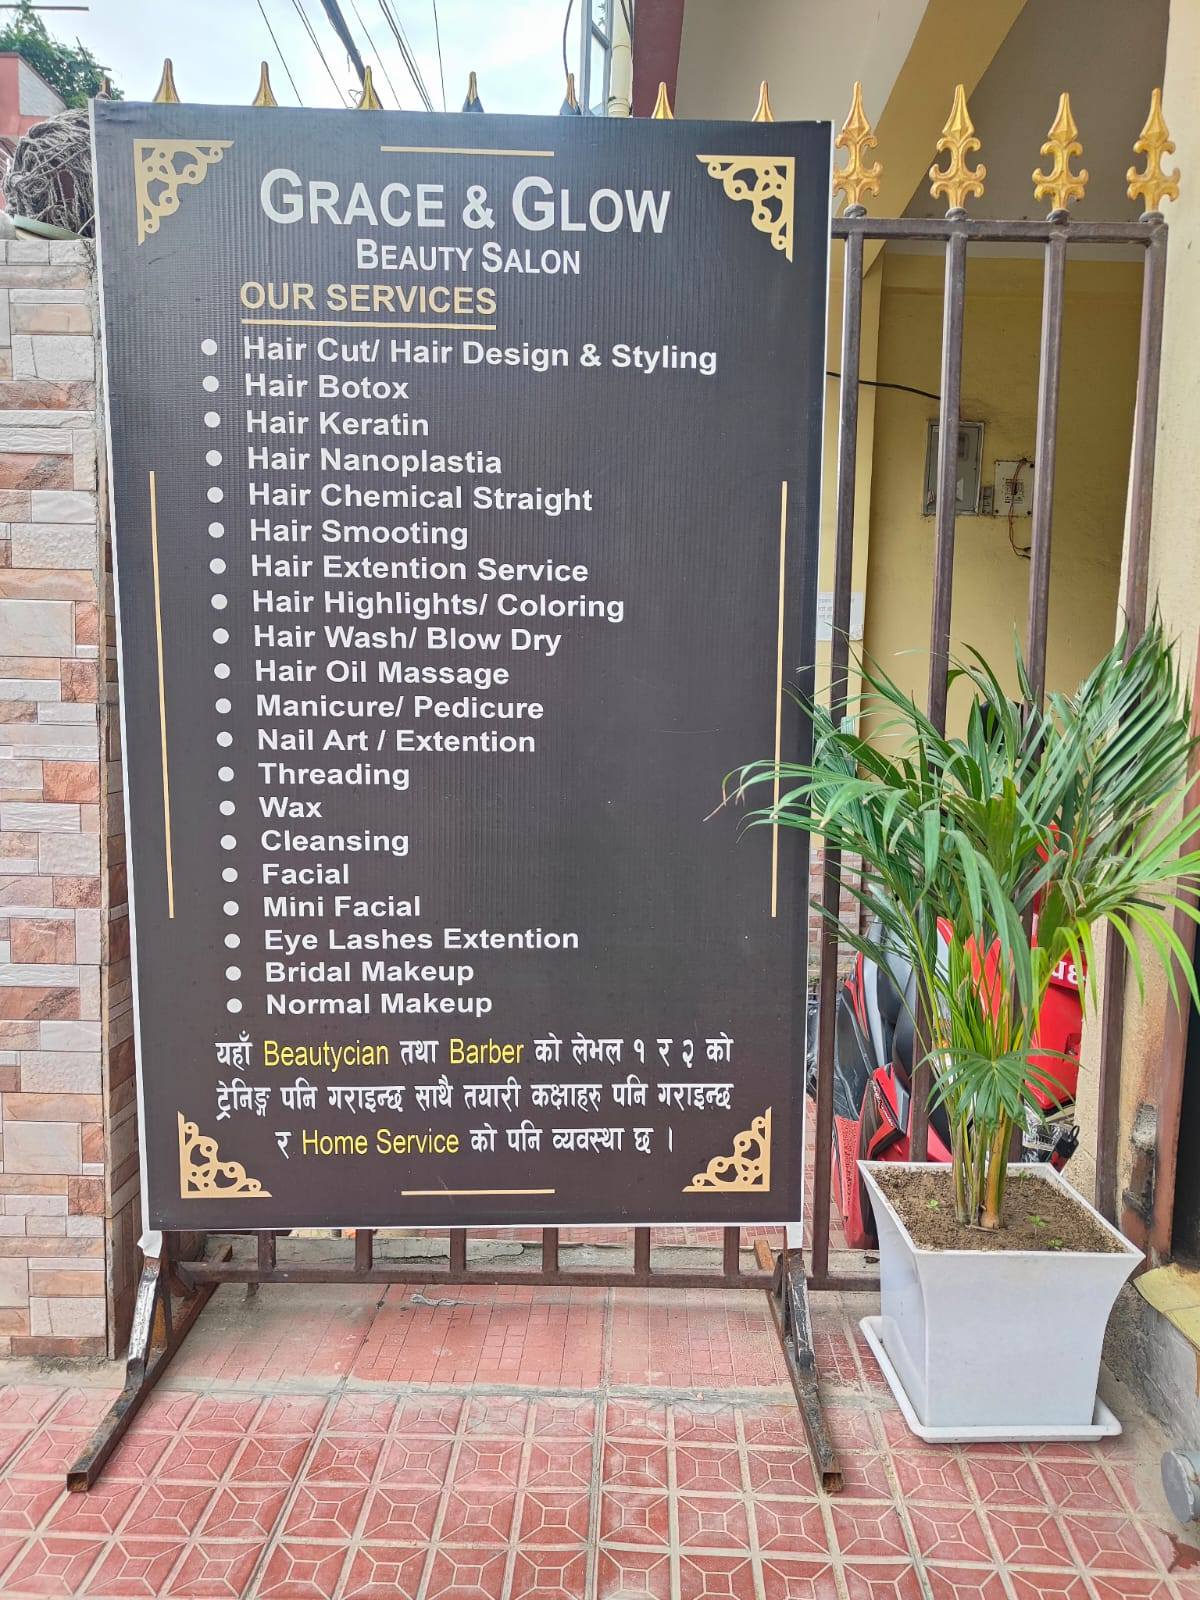 GRACE & GLOW
BEAUTY SALON
OUR SERVICES
• Hair Cut/ Hair Design & Styling
• Hair Botox
• Hair Keratin
• Hair Nanoplastia
• Hair Chemical Straight
• Hair Smooting
• Hair Extention Service
• Hair Highlights/ Coloring
• Hair Wash/ Blow Dry
• Hair Oil Massage
• Manicure/ Pedicure
• Nail Art / Extention
• Threading
• Wax
• Cleansing
• Facial
• Mini Facial
• Eye Lashes Extention
• Bridal Makeup
• Normal Makeup
यहाँ Beautycian तथा Barber को लेभल १ र २ को
ट्रेनिङ्ग पनि गराइन्छ साथै तयारी कक्षाहरु पनि गराइन्छ
र Home Service को पनि व्यवस्था छ ।